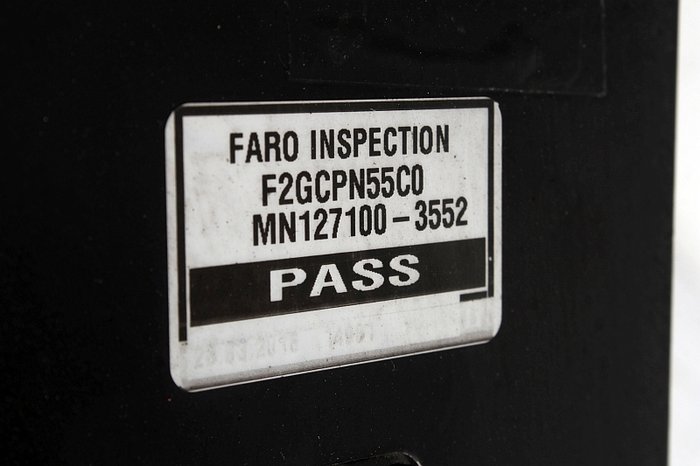 FARO INSPECTION
F2GCPN55C0
MN127100-3552
PASS